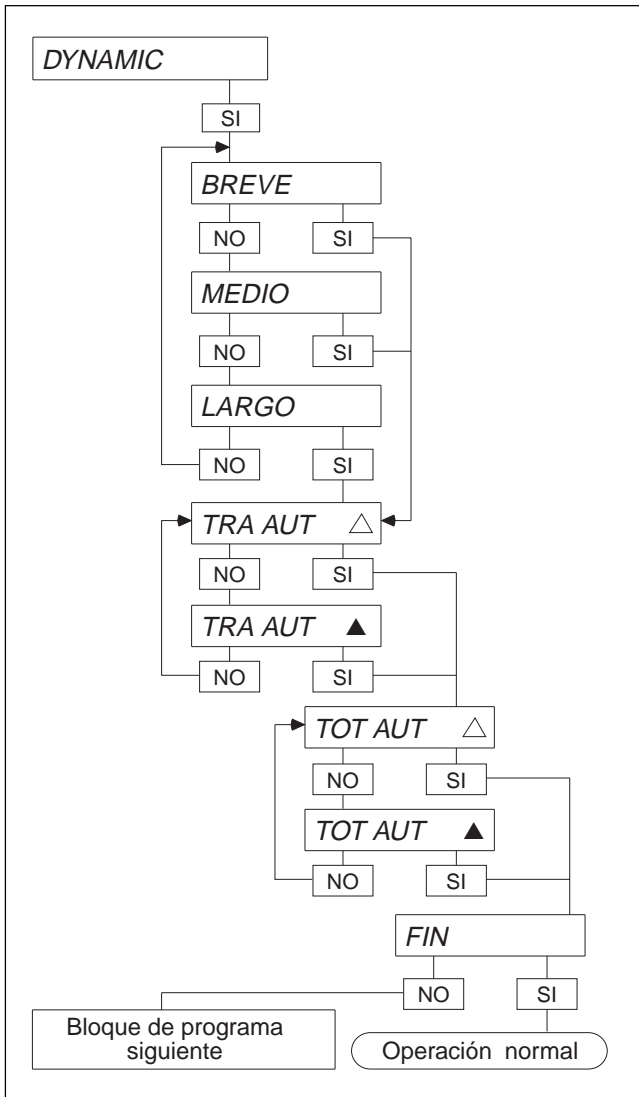 DYNAMIC
SI
BREVE
NO SI
MEDIO
NO SI
LARGO
NO SI
TRA AUT △
NO SI
TRA AUT ▲
NO SI
TOT AUT △
NO SI
TOT AUT ▲
NO SI
FIN
NO SI
Bloque de programa
siguiente
Operación normal